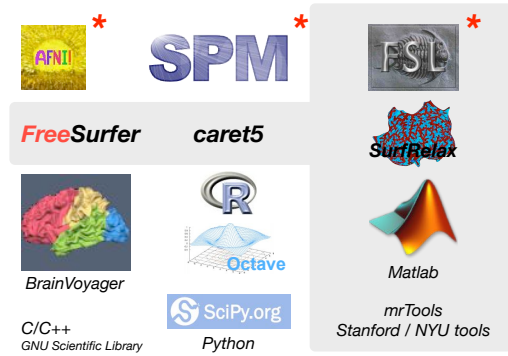 AFNI!
*
SPM
*
FSL
*
FreeSurfer
caret5
SurfRelax
R
Octave
BrainVoyager
Matlab
SciPy.org
C/C++
GNU Scientific Library
Python
mrTools
Stanford / NYU tools